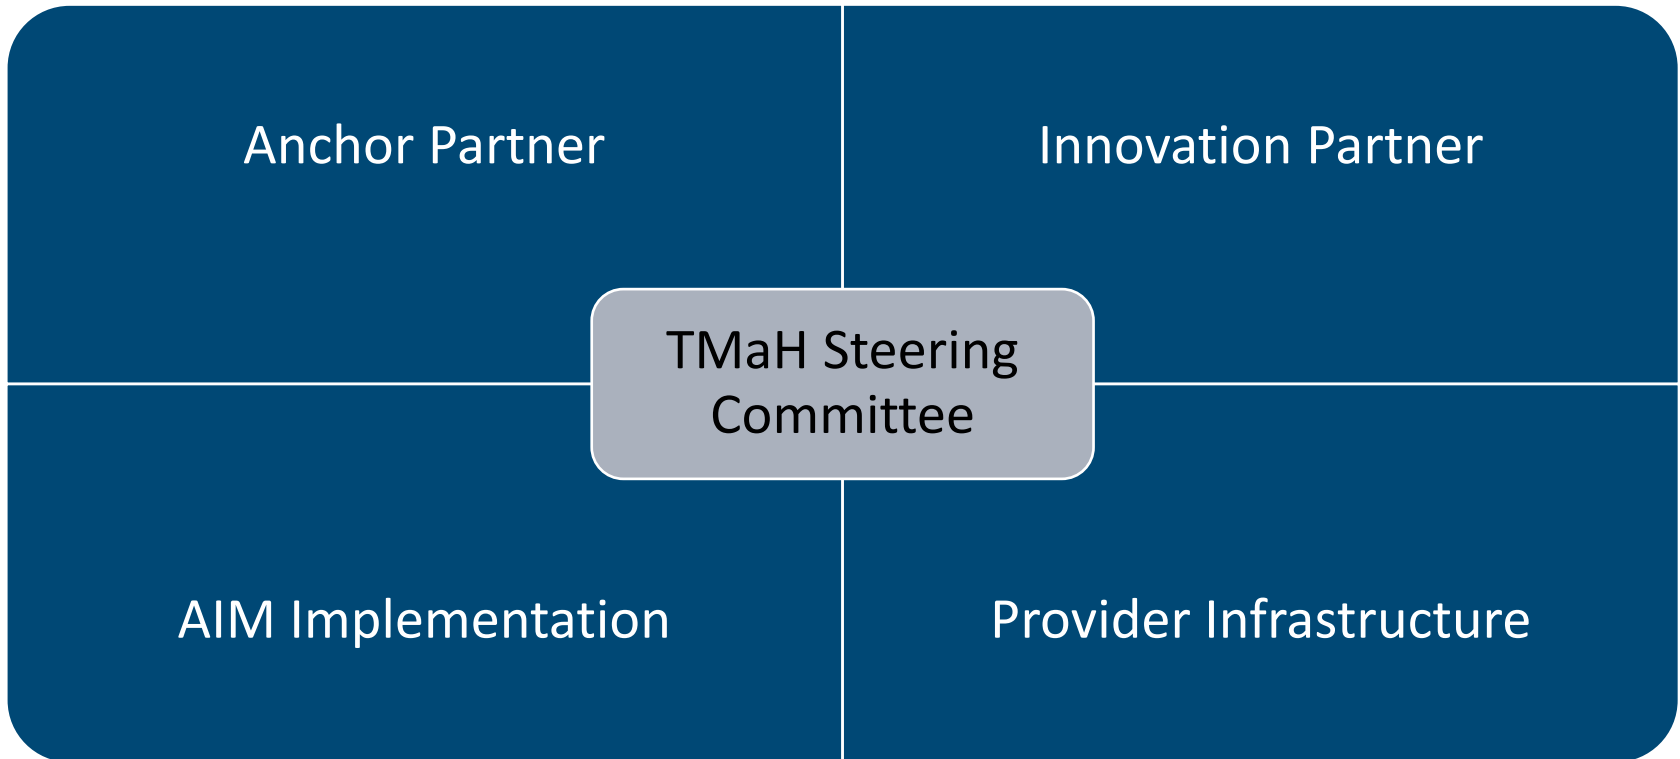 Anchor Partner
Innovation Partner
TMaH Steering
Committee
AIM Implementation
Provider Infrastructure